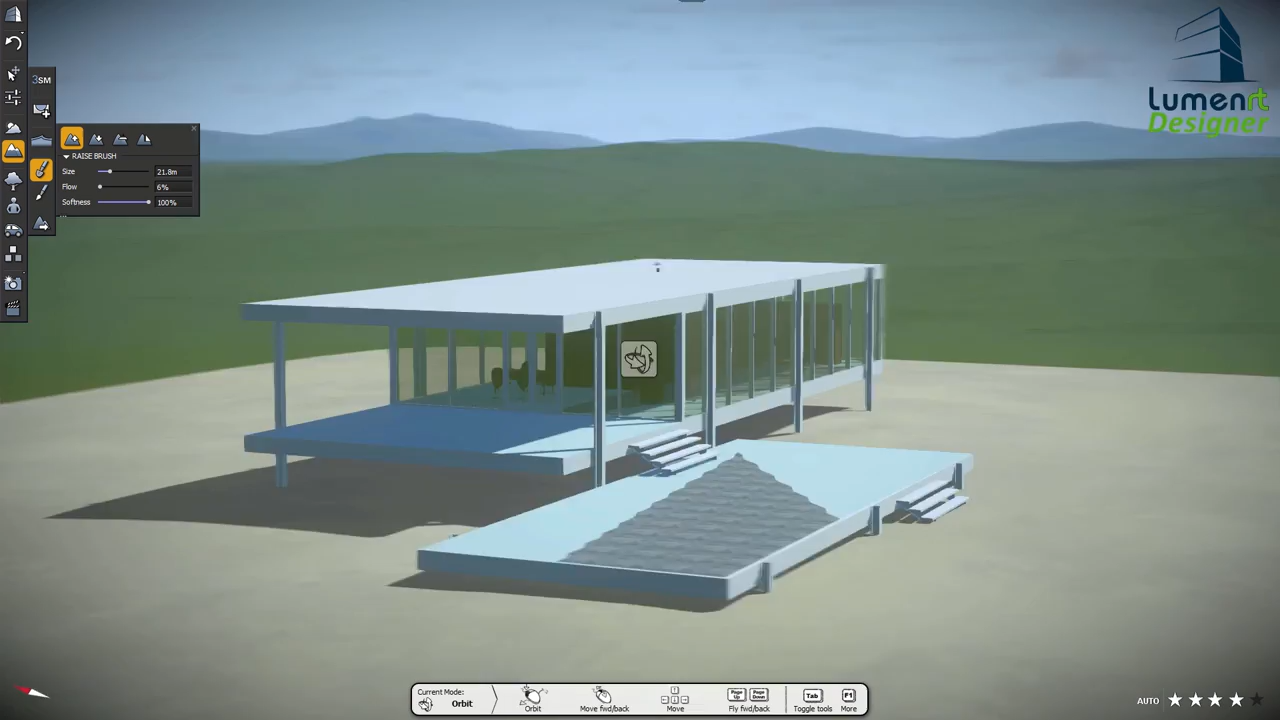 3SM
Lumenrt
Designer
RAISE BRUSH
Size 21.8m
Flow 6%
Softness 100%
Current Mode:
Orbit
Orbit
Move fwd/back
Move
Page Up
Page Down
Fly fwd/back
Tab
Toggle tools
F1
More
AUTO